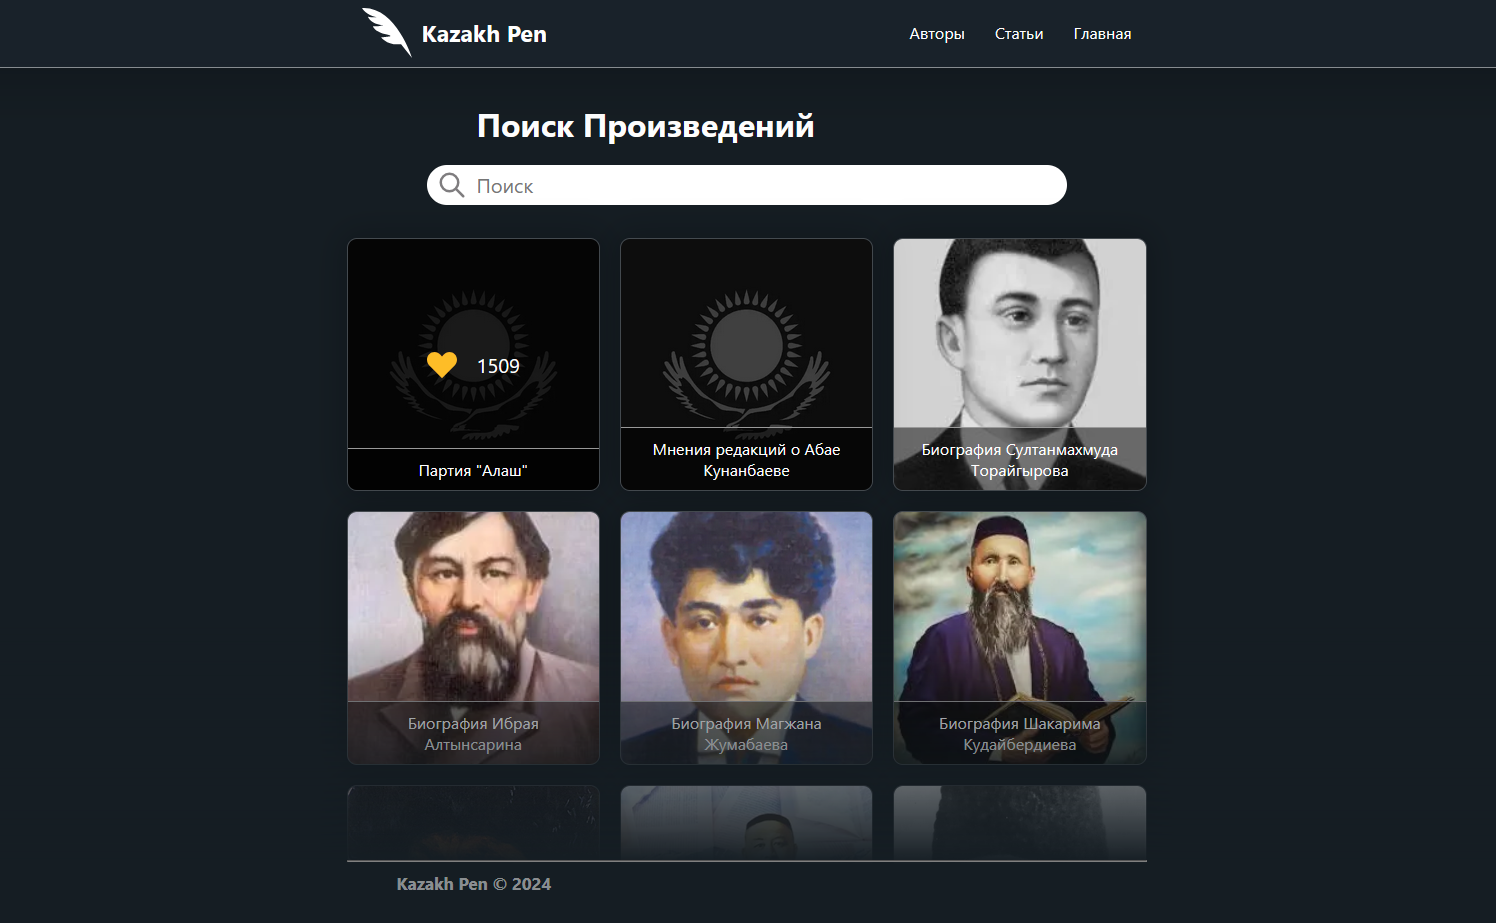 Kazakh Pen
Авторы
Статьи
Главная
Поиск Произведений
Поиск
1509
Партия "Алаш"
Мнения редакций о Абае
Кунанбаеве
Биография Султанмахмуда
Торайгырова
Биография Ибрая
Алтынсарина
Биография Магжана
Жумабаева
Биография Шакарима
Кудайбердиева
Kazakh Pen © 2024